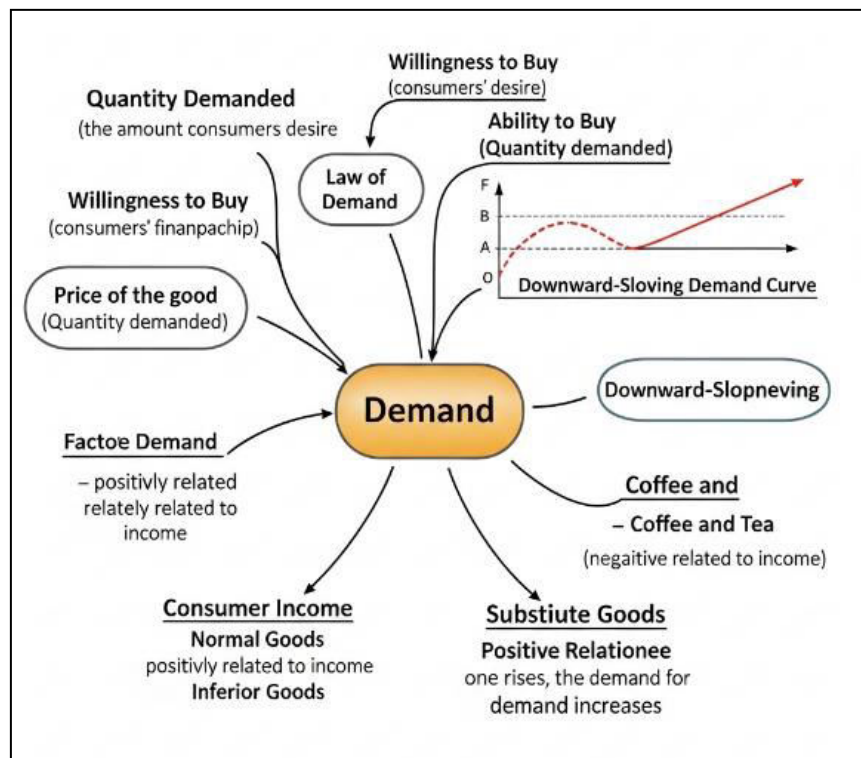 Willingness to Buy
(consumers' desire)
Quantity Demanded
(the amount consumers desire
Ability to Buy
(Quantity demanded)
Law of
Demand
Willingness to Buy
(consumers' finanpachip)
Price of the good
(Quantity demanded)
F
B
A
O
Downward-Sloving Demand Curve
Demand
Downward-Slopneving
Factoe Demand
– positivly related
relately related to
income
Coffee and
– Coffee and Tea
(negaitive related to income)
Consumer Income
Normal Goods
positivly related to income
Inferior Goods
Substiute Goods
Positive Relationee
one rises, the demand for
demand increases